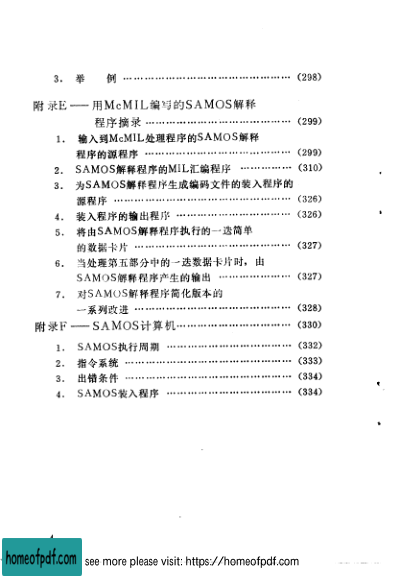 3. 举 例 ……………………………………… (298)
附录E — 用McMIL编写的SAMOS解释
程序摘录 ……………………………… (299)
1. 输入到McMIL处理程序的SAMOS解释
程序的源程序 ……………………………… (299)
2. SAMOS解释程序的MIL汇编程序 …………… (310)
3. 为SAMOS解释程序生成编码文件的装入程序的
源程序 ……………………………………… (326)
4. 装入程序的输出程序 ………………………… (326)
5. 将由SAMOS解释程序执行的一迭简单
的数据卡片 ………………………………… (327)
6. 当处理第五部分中的一迭数据卡片时，由
SAMOS解释程序产生的输出 ……………… (327)
7. 对SAMOS解释程序简化版本的
一系列改进 ………………………………… (328)
附录F — SAMOS计算机 ………………………… (330)
1. SAMOS执行周期 …………………………… (332)
2. 指令系统 …………………………………… (333)
3. 出错条件 …………………………………… (334)
4. SAMOS装入程序 …………………………… (334)
homeofpdf.com see more please visit: https://homeofpdf.com